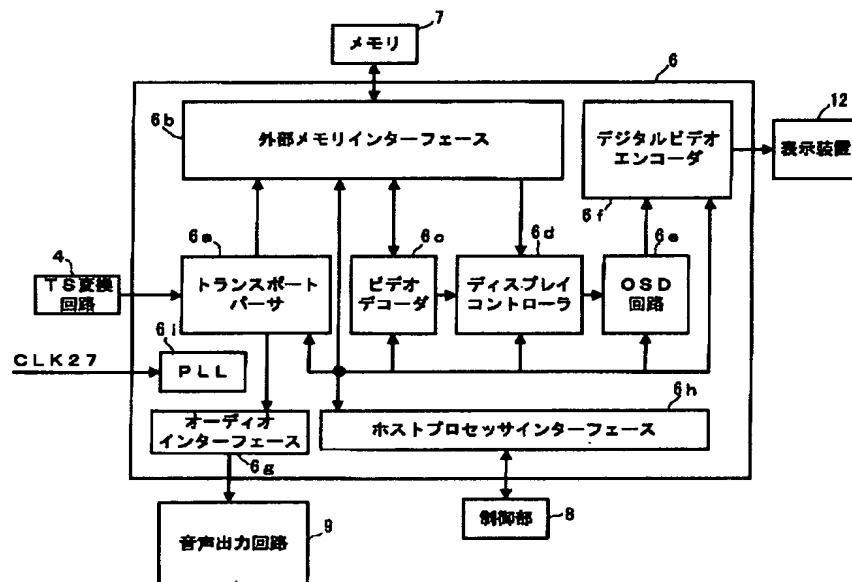 7
メモリ
6
6b
外部メモリインターフェース
デジタルビデオ
エンコーダ
6f
12
表示装置
4
TS変換
回路
6a
トランスポート
パーサ
6c
ビデオ
デコーダ
6d
ディスプレイ
コントローラ
6e
OSD
回路
CLK27
6i
PLL
オーディオ
インターフェース
6g
6h
ホストプロセッサインターフェース
音声出力回路
9
制御部
8